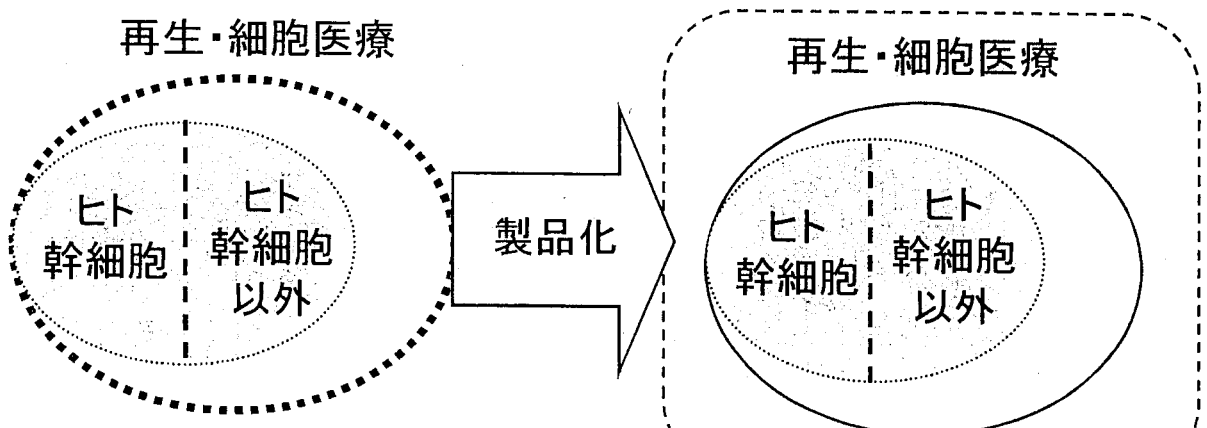 再生・細胞医療
ヒト
幹細胞
ヒト
幹細胞
以外
製品化
再生・細胞医療
ヒト
幹細胞
ヒト
幹細胞
以外